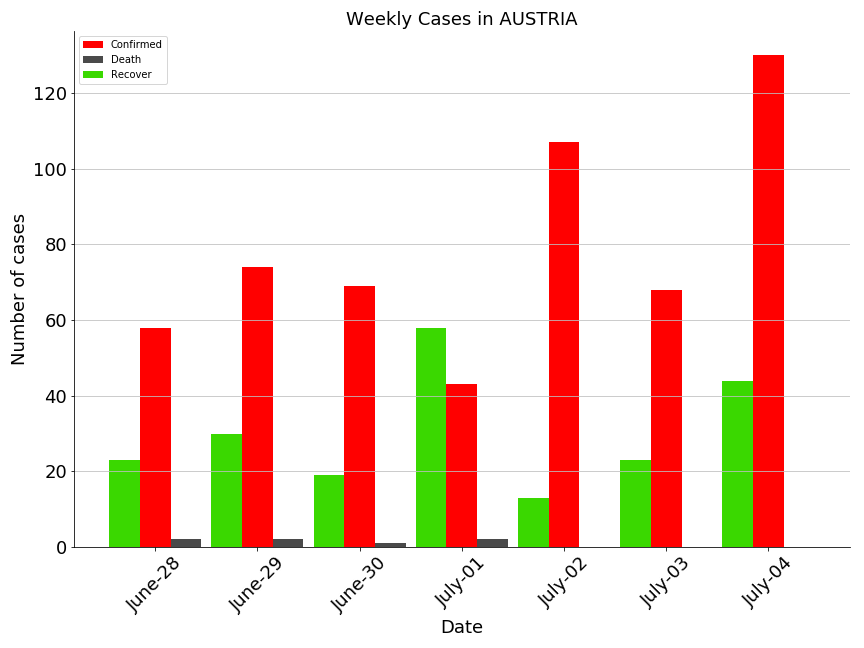 Weekly Cases in AUSTRIA
Confirmed
Death
Recover
Number of cases
120
100
80
60
40
20
0
June-28
June-29
June-30
July-01
July-02
July-03
July-04
Date